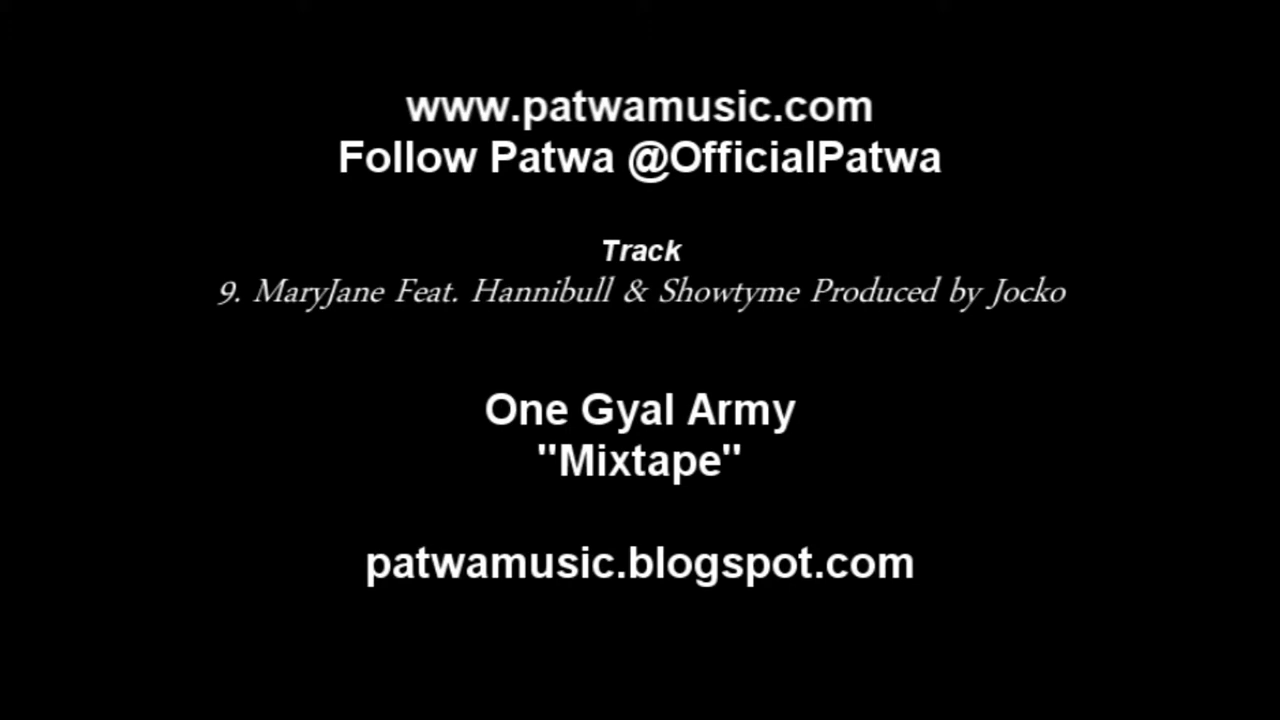 www.patwamusic.com
Follow Patwa @OfficialPatwa
Track
9. MaryJane Feat. Hannibull & Showtyme Produced by Jocko
One Gyal Army
"Mixtape"
patwamusic.blogspot.com